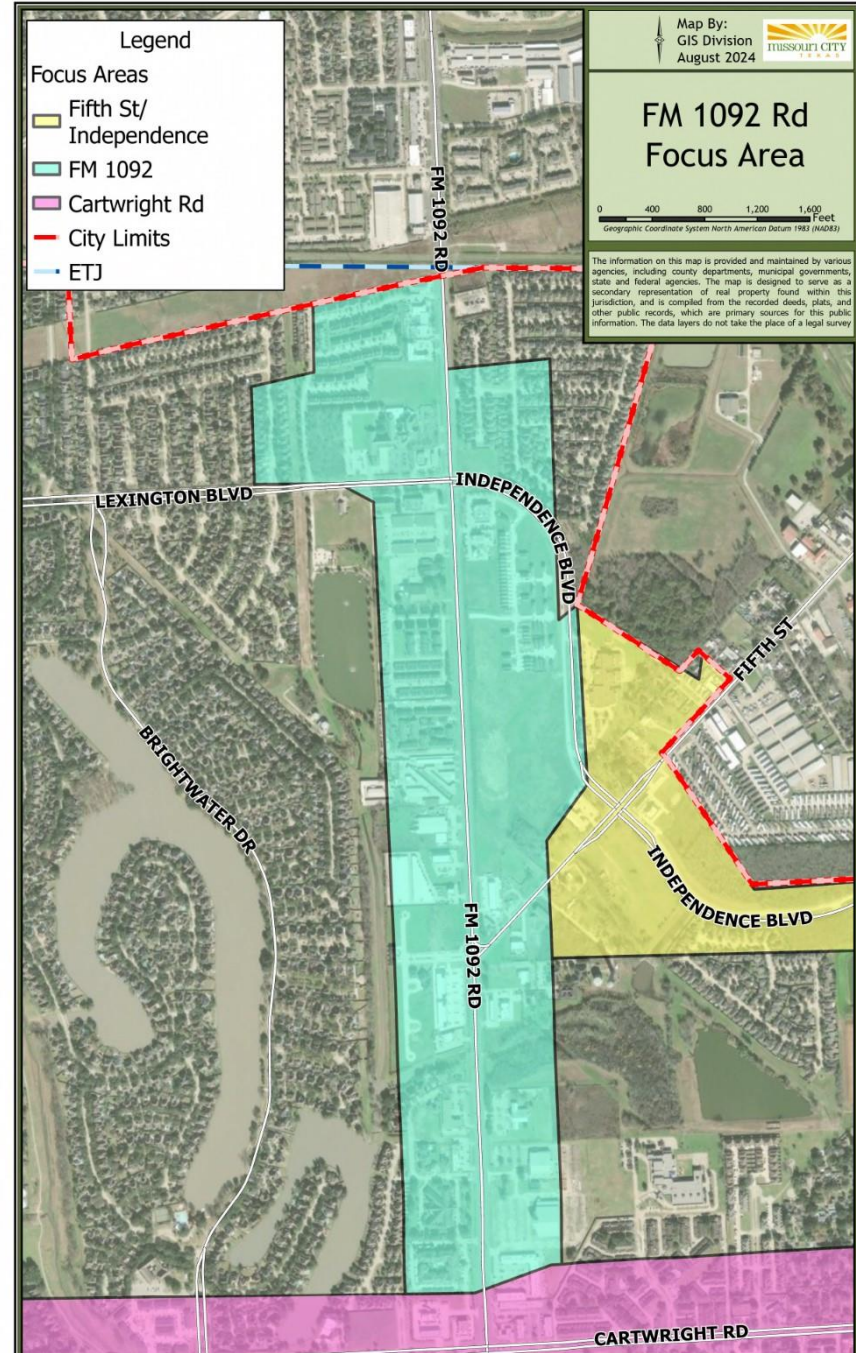 Legend
Focus Areas
Fifth St/
Independence
FM 1092
Cartwright Rd
City Limits
ETJ
Map By:
GIS Division
August 2024
missouri CITY
TEXAS
FM 1092 Rd
Focus Area
0 400 800 1,200 1,600
Feet
Geographic Coordinate System North American Datum 1983 (NAD83)
The information on this map is provided and maintained by various
agencies, including county departments, municipal governments,
state and federal agencies. The map is designed to serve as a
secondary representation of real property found within this
jurisdiction, and is compiled from the recorded deeds, plats, and
other public records, which are primary sources for this public
information. The data layers do not take the place of a legal survey
FM 1092 RD
LEXINGTON BLVD
INDEPENDENCE BLVD
FIFTH ST
BRIGHTWATER DR
INDEPENDENCE BLVD
FM 1092 RD
CARTWRIGHT RD